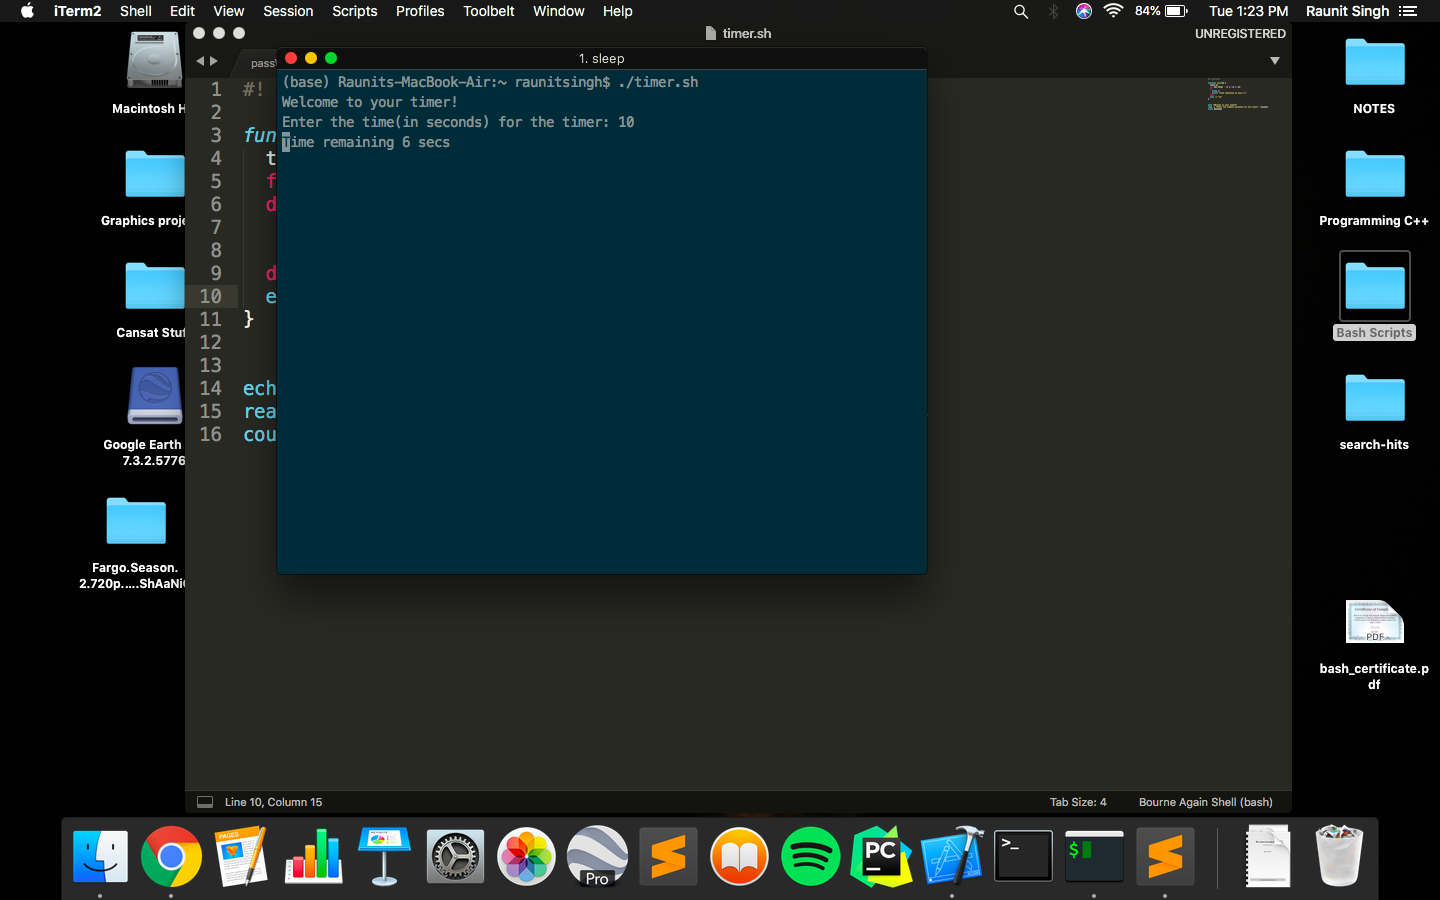 iTerm2 Shell Edit View Session Scripts Profiles Toolbelt Window Help 84% Tue 1:23 PM Raunit Singh
timer.sh UNREGISTERED
1. sleep
(base) Raunits-MacBook-Air:~ raunitsingh$ ./timer.sh
Welcome to your timer!
Enter the time(in seconds) for the timer: 10
Time remaining 6 secs
1 #!
2
3 fun
4 t
5 f
6 d
7
8
9 d
10 e
11 }
12
13
14 ech
15 rea
16 cou
Line 10, Column 15 Tab Size: 4 Bourne Again Shell (bash)
Macintosh H
Graphics proje
Cansat Stuf
Google Earth
7.3.2.5776
Fargo.Season.
2.720p.....ShAaNiG
NOTES
Programming C++
Bash Scripts
search-hits
PDF
bash_certificate.p
df
PAGES
Pro
PC
>_
$